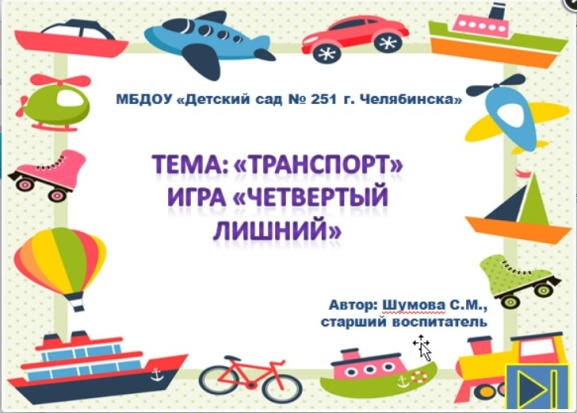 МБДОУ «Детский сад № 251 г. Челябинска»
ТЕМА: «ТРАНСПОРТ»
ИГРА «ЧЕТВЕРТЫЙ
ЛИШНИЙ»
Автор: Шумова С.М.,
старший воспитатель